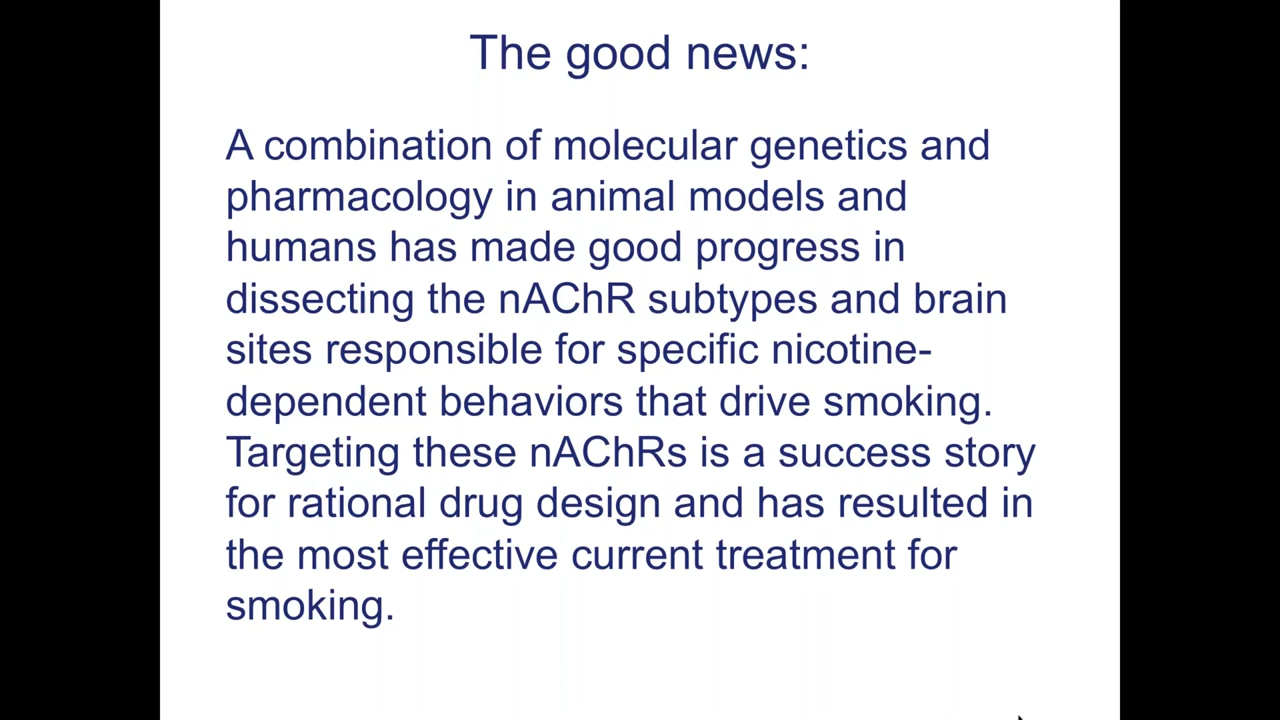 The good news:
A combination of molecular genetics and
pharmacology in animal models and
humans has made good progress in
dissecting the nAChR subtypes and brain
sites responsible for specific nicotine-
dependent behaviors that drive smoking.
Targeting these nAChRs is a success story
for rational drug design and has resulted in
the most effective current treatment for
smoking.